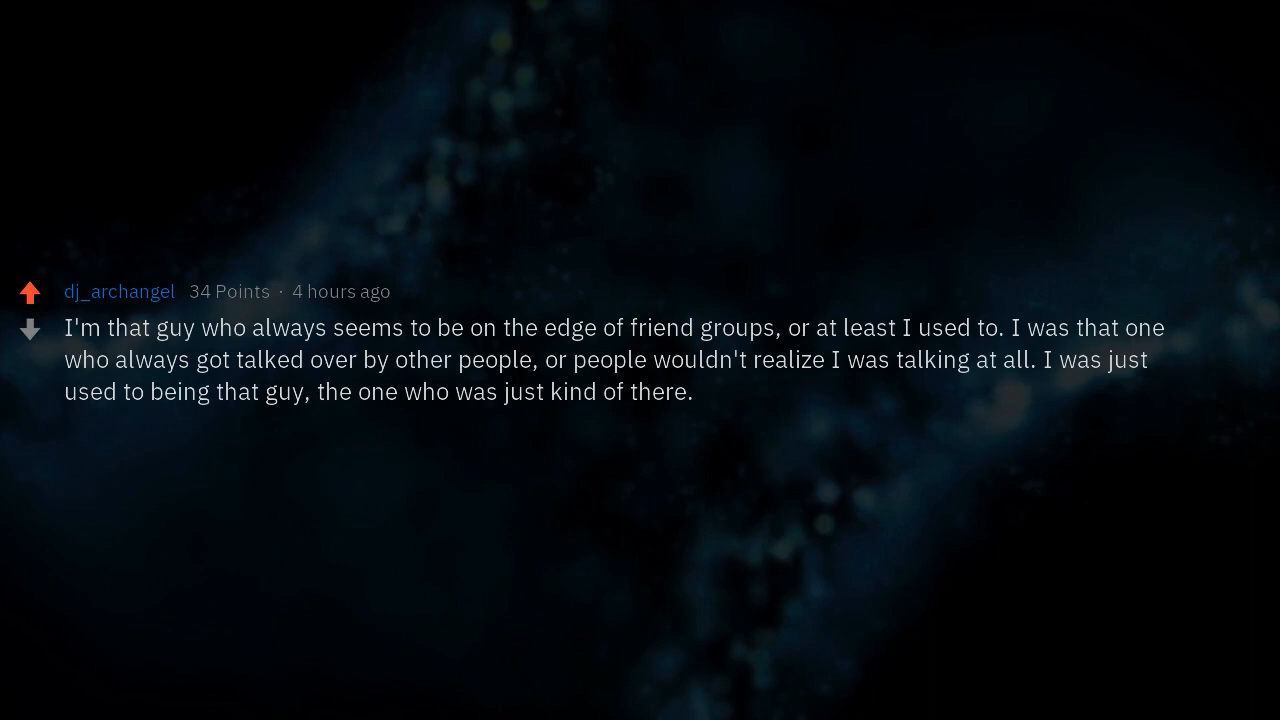 dj_archangel 34 Points · 4 hours ago
I'm that guy who always seems to be on the edge of friend groups, or at least I used to. I was that one
who always got talked over by other people, or people wouldn't realize I was talking at all. I was just
used to being that guy, the one who was just kind of there.